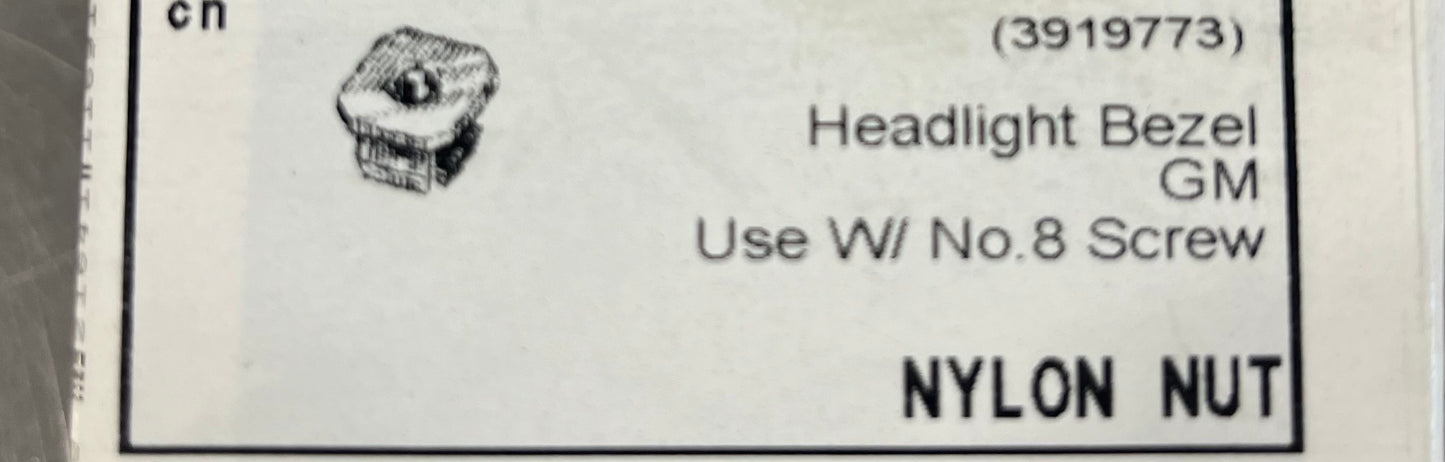 cn
(3919773)
Headlight Bezel
GM
Use W/ No.8 Screw
NYLON NUT